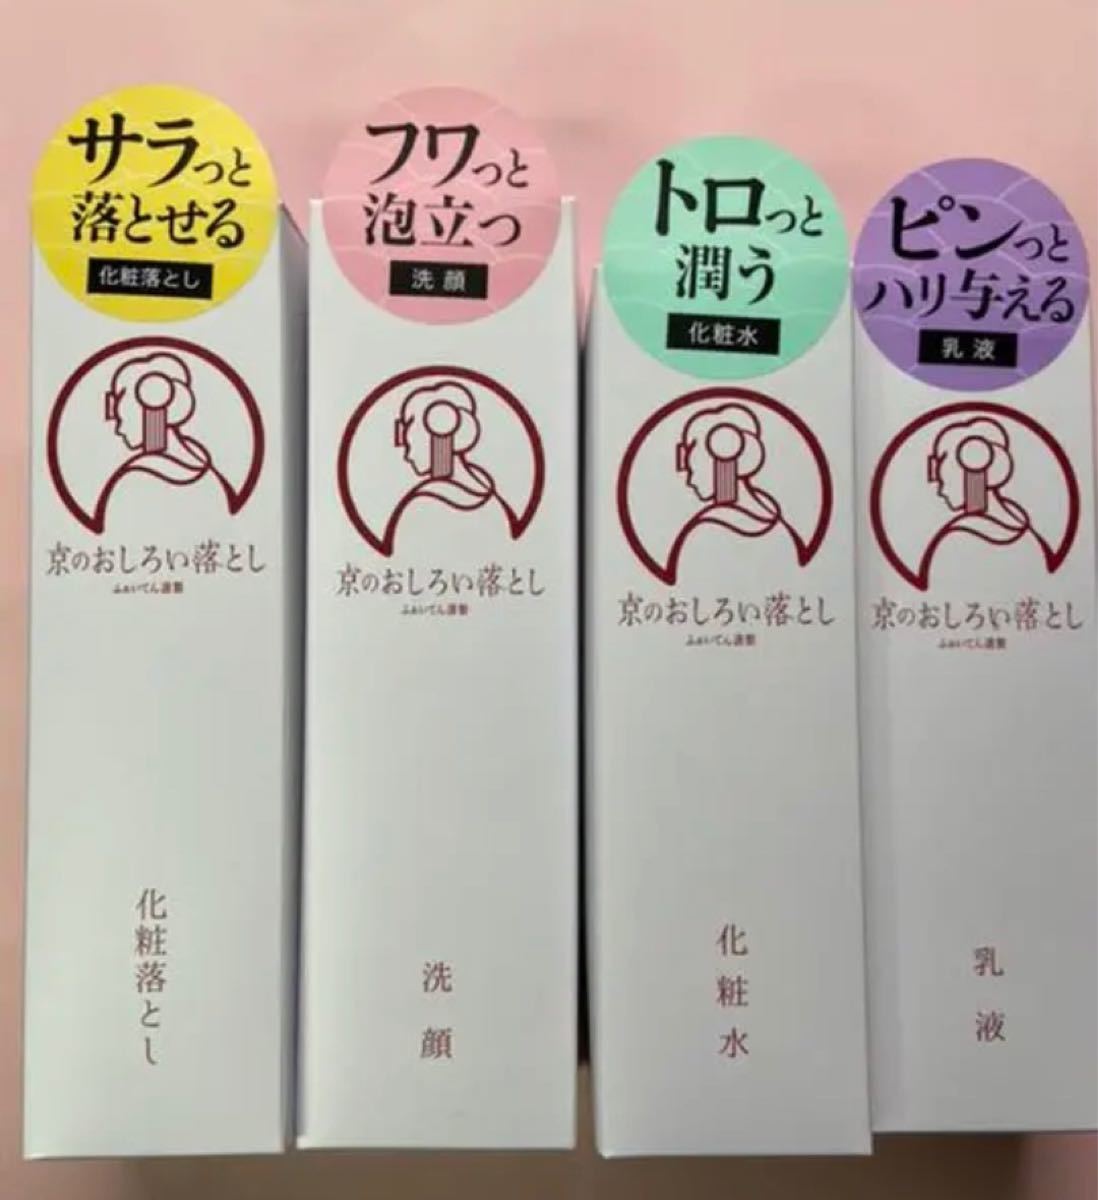 サラっと
落とせる
化粧落とし
京のおしろい落とし
化粧落とし
フワっと
泡立つ
洗顔
京のおしろい落とし
洗顔
トロっと
潤う
化粧水
京のおしろい落とし
化粧水
ピンっと
ハリ与える
乳液
京のおしろい落とし
乳液